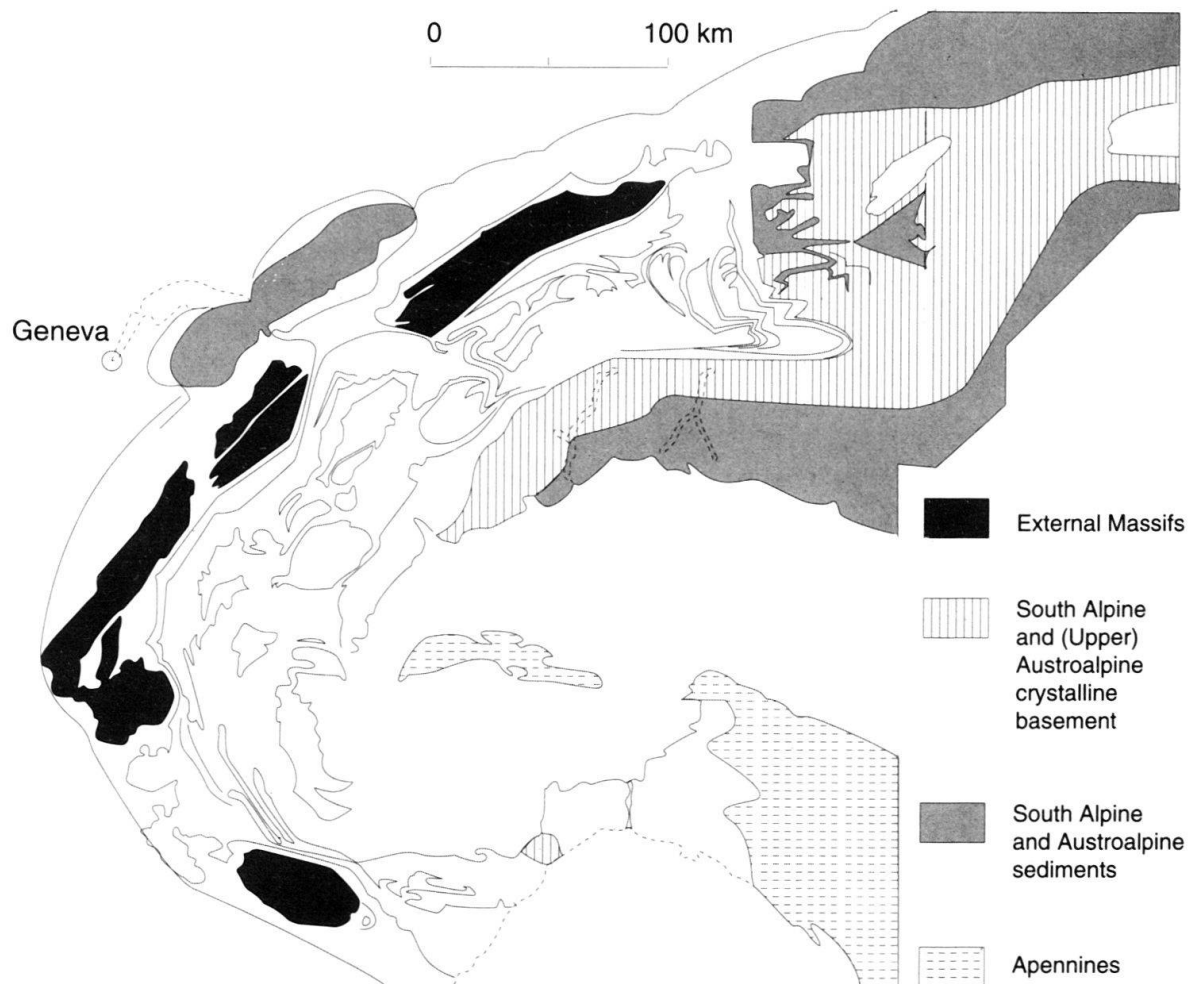 0 100 km
Geneva
External Massifs
South Alpine
and (Upper)
Austroalpine
crystalline
basement
South Alpine
and Austroalpine
sediments
Apennines